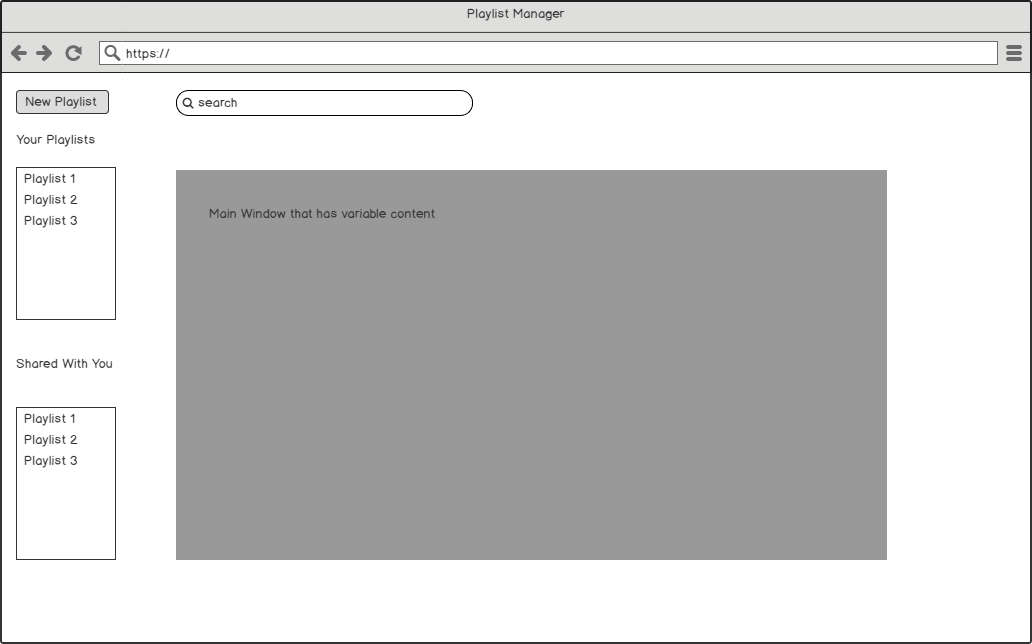 Playlist Manager
https://
New Playlist
search
Your Playlists
Playlist 1
Playlist 2
Playlist 3
Main Window that has variable content
Shared With You
Playlist 1
Playlist 2
Playlist 3